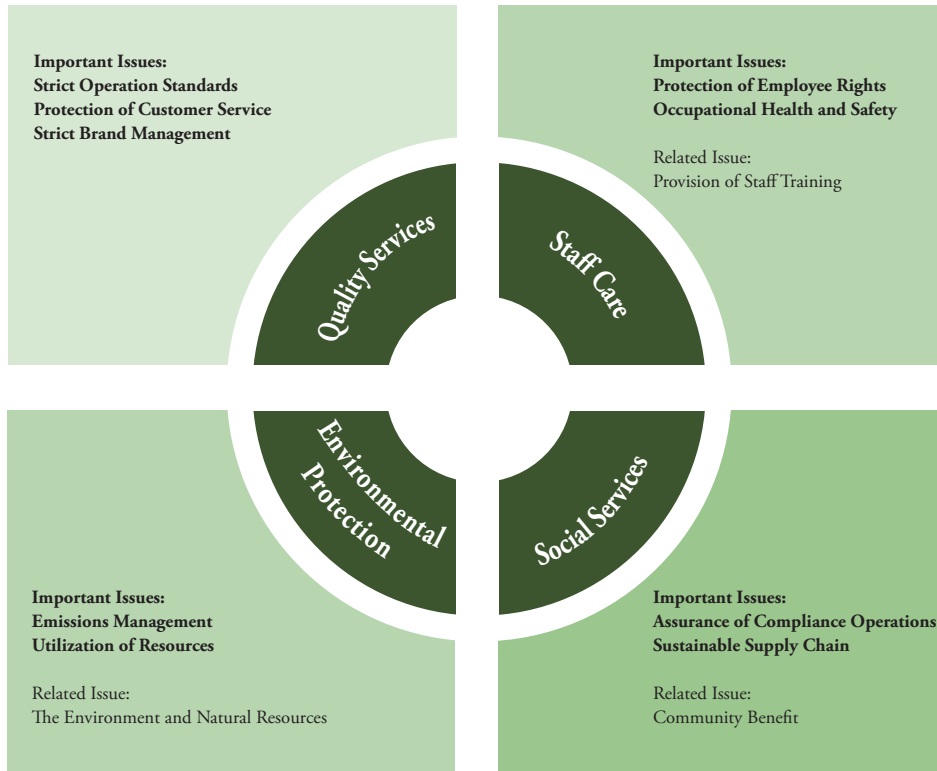 Important Issues:
Strict Operation Standards
Protection of Customer Service
Strict Brand Management
Quality Services
Important Issues:
Protection of Employee Rights
Occupational Health and Safety
Related Issue:
Provision of Staff Training
Staff Care
Environmental
Protection
Important Issues:
Emissions Management
Utilization of Resources
Related Issue:
The Environment and Natural Resources
Social Services
Important Issues:
Assurance of Compliance Operations
Sustainable Supply Chain
Related Issue:
Community Benefit